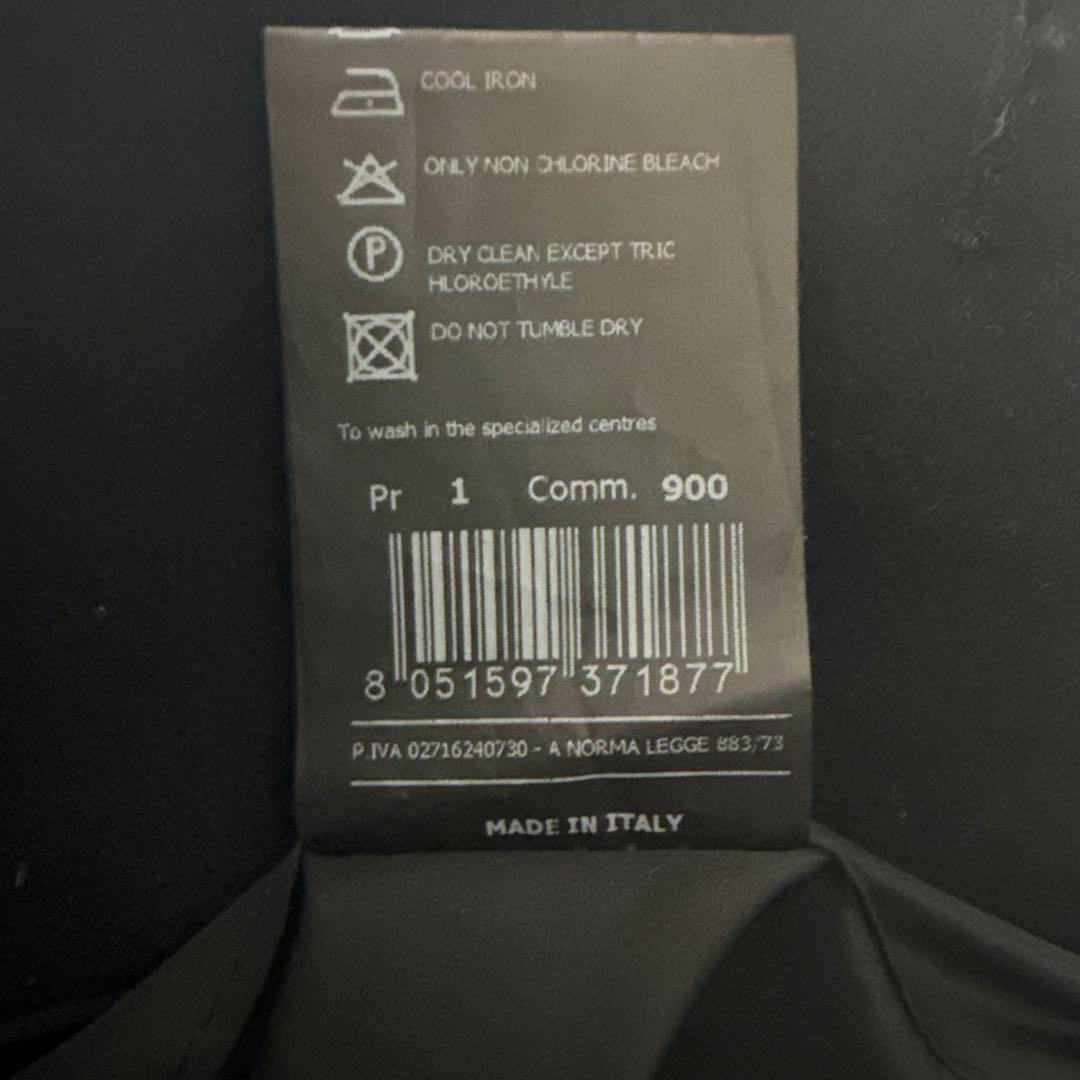 COOL IRON
ONLY NON CHLORINE BLEACH
P
DRY CLEAN EXCEPT TRIC
HLOROETHYLE
DO NOT TUMBLE DRY
To wash in the specialized centres
Pr 1 Comm. 900
8 051597 371877
P.IVA 02716240730 - A NORMA LEGGE 883/73
MADE IN ITALY